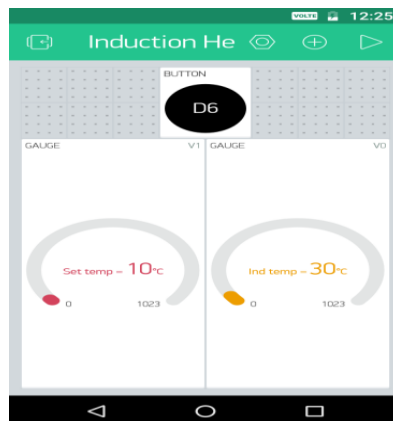 VOLTE 12:25
Induction He
BUTTON
D6
GAUGE V1
Set temp - 10°C
0 1023
GAUGE V0
Ind temp - 30°C
0 1023